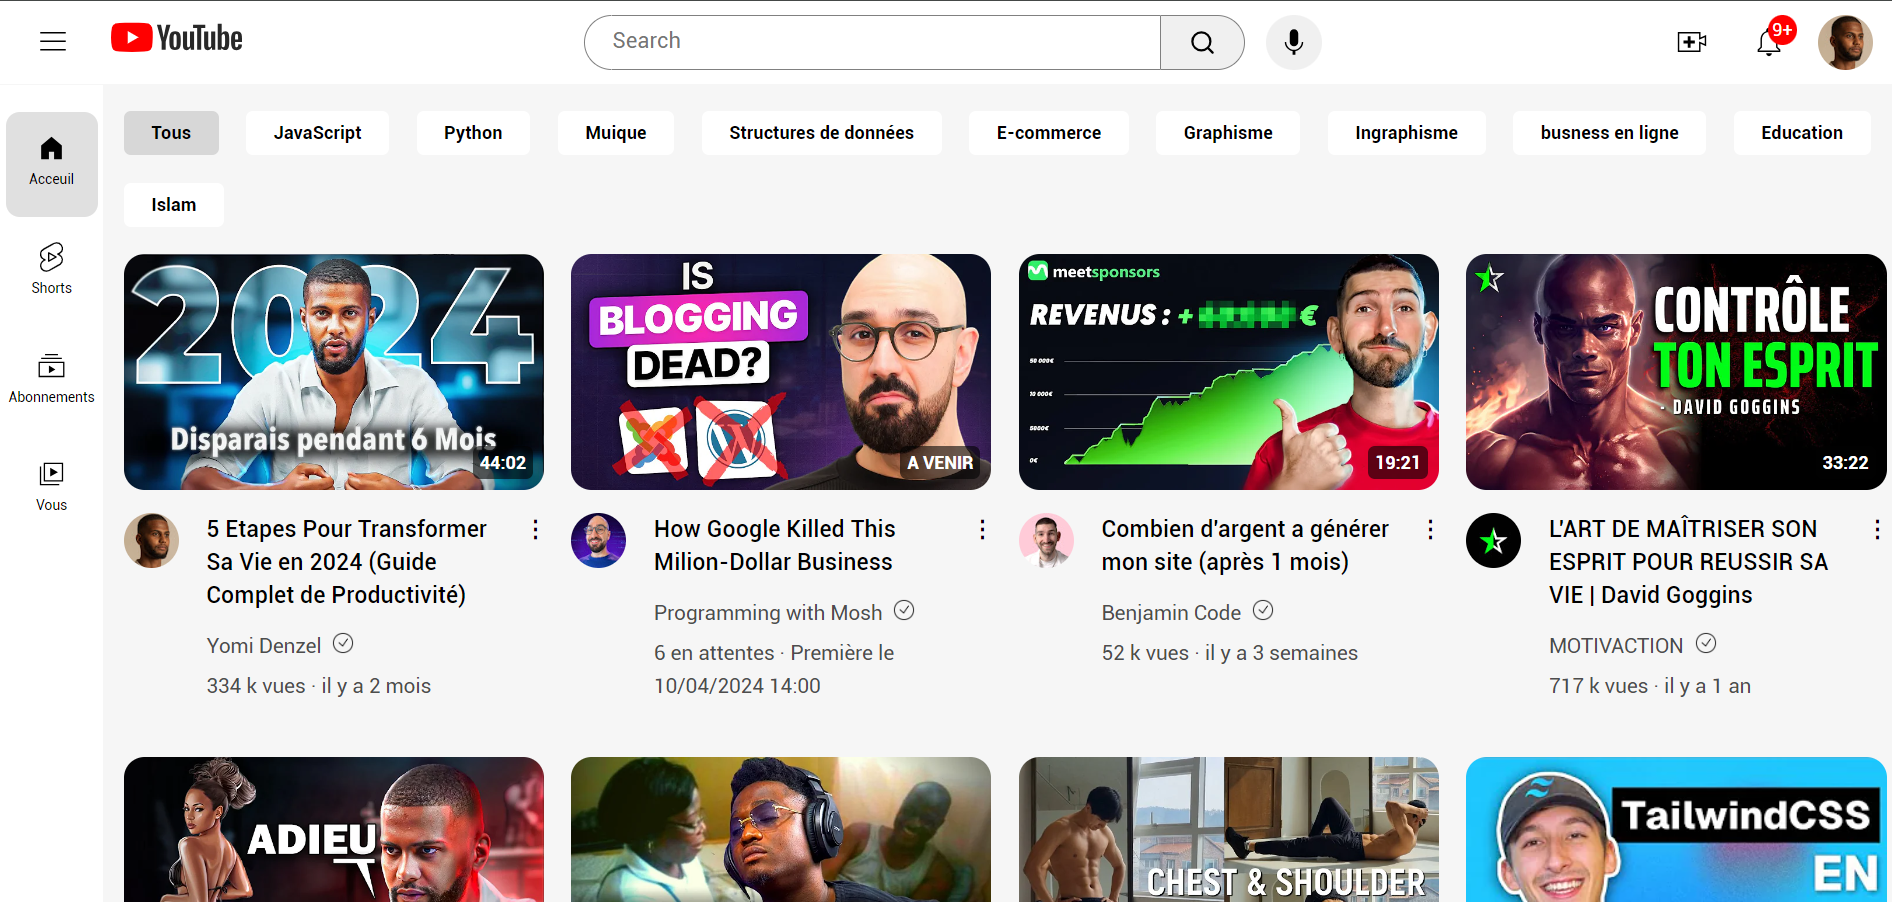 YouTube
Search
9+
Tous
JavaScript
Python
Muique
Structures de données
E-commerce
Graphisme
Ingraphisme
busness en ligne
Education
Islam
Acceuil
Shorts
Abonnements
Vous
2024
Disparais pendant 6 Mois
44:02
IS
BLOGGING
DEAD?
A VENIR
meetsponsors
REVENUS : + €
50 000€
10 000€
5000€
0€
19:21
CONTRÔLE
TON ESPRIT
- DAVID GOGGINS
33:22
5 Etapes Pour Transformer
Sa Vie en 2024 (Guide
Complet de Productivité)
Yomi Denzel
334 k vues · il y a 2 mois
How Google Killed This
Milion-Dollar Business
Programming with Mosh
6 en attentes · Première le
10/04/2024 14:00
Combien d'argent a générer
mon site (après 1 mois)
Benjamin Code
52 k vues · il y a 3 semaines
L'ART DE MAÎTRISER SON
ESPRIT POUR REUSSIR SA
VIE | David Goggins
MOTIVACTION
717 k vues · il y a 1 an
ADIEU
CHEST & SHOULDER
TailwindCSS
EN